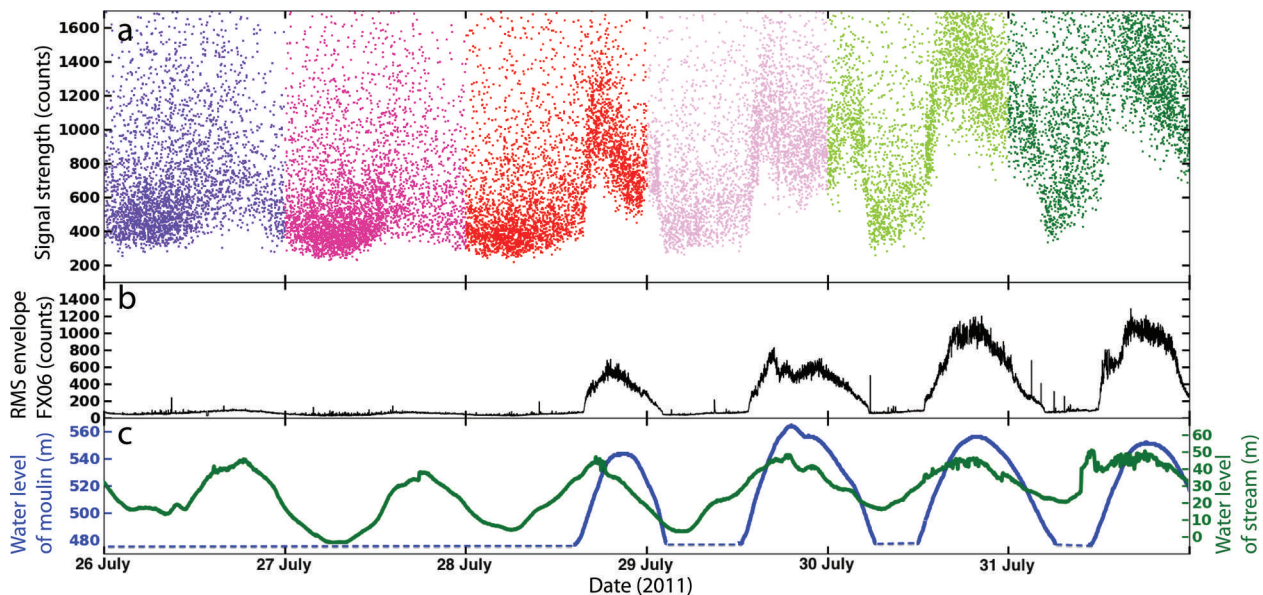 a
Signal strength (counts)
1600
1400
1200
1000
800
600
400
200
b
RMS envelope
FX06 (counts)
1400
1200
1000
800
600
400
200
0
c
Water level
of moulin (m)
560
540
520
500
480
60
50
40
30
20
10
0
Water level
of stream (m)
26 July
27 July
28 July
29 July
30 July
31 July
Date (2011)